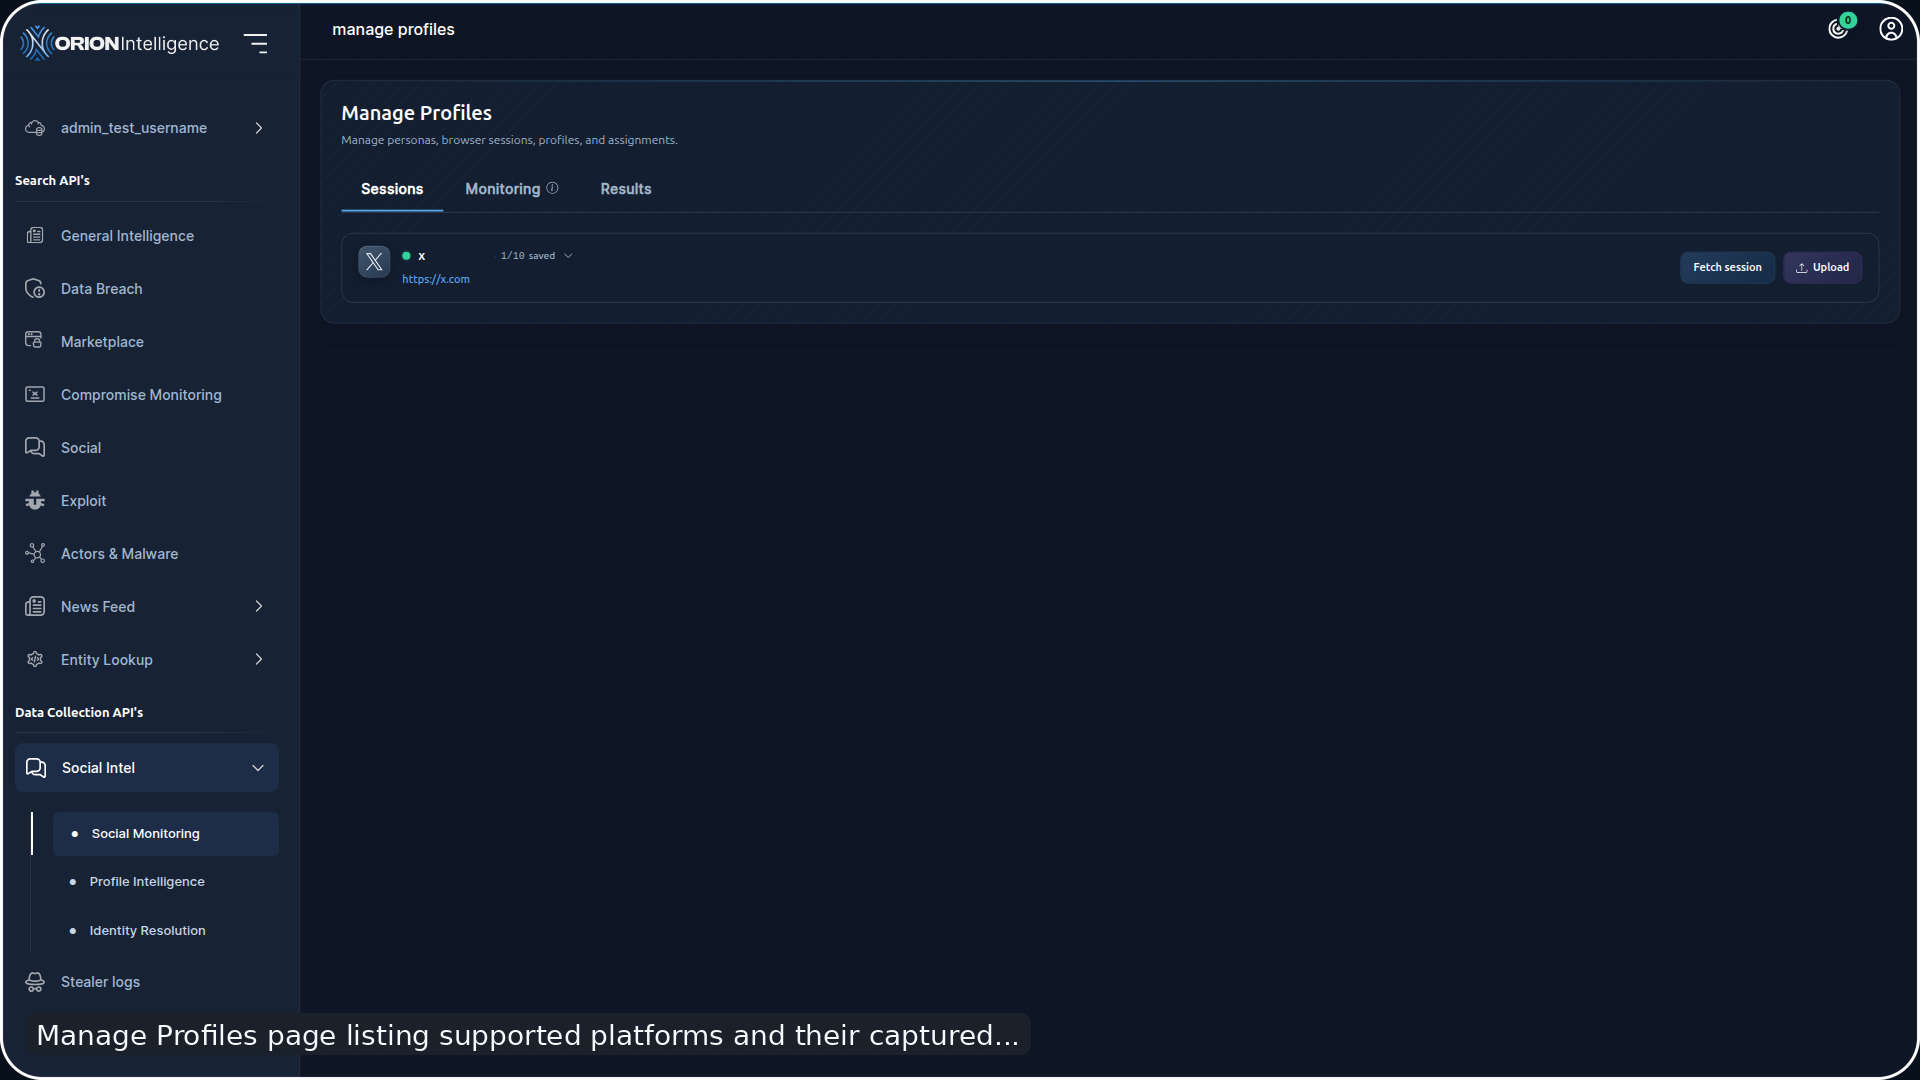 ORIONIntelligence
admin_test_username
Search API's
General Intelligence
Data Breach
Marketplace
Compromise Monitoring
Social
Exploit
Actors & Malware
News Feed
Entity Lookup
Data Collection API's
Social Intel
Social Monitoring
Profile Intelligence
Identity Resolution
Stealer logs
manage profiles
0
Manage Profiles
Manage personas, browser sessions, profiles, and assignments.
Sessions Monitoring Results
x 1/10 saved
https://x.com
Fetch session Upload
Manage Profiles page listing supported platforms and their captured...